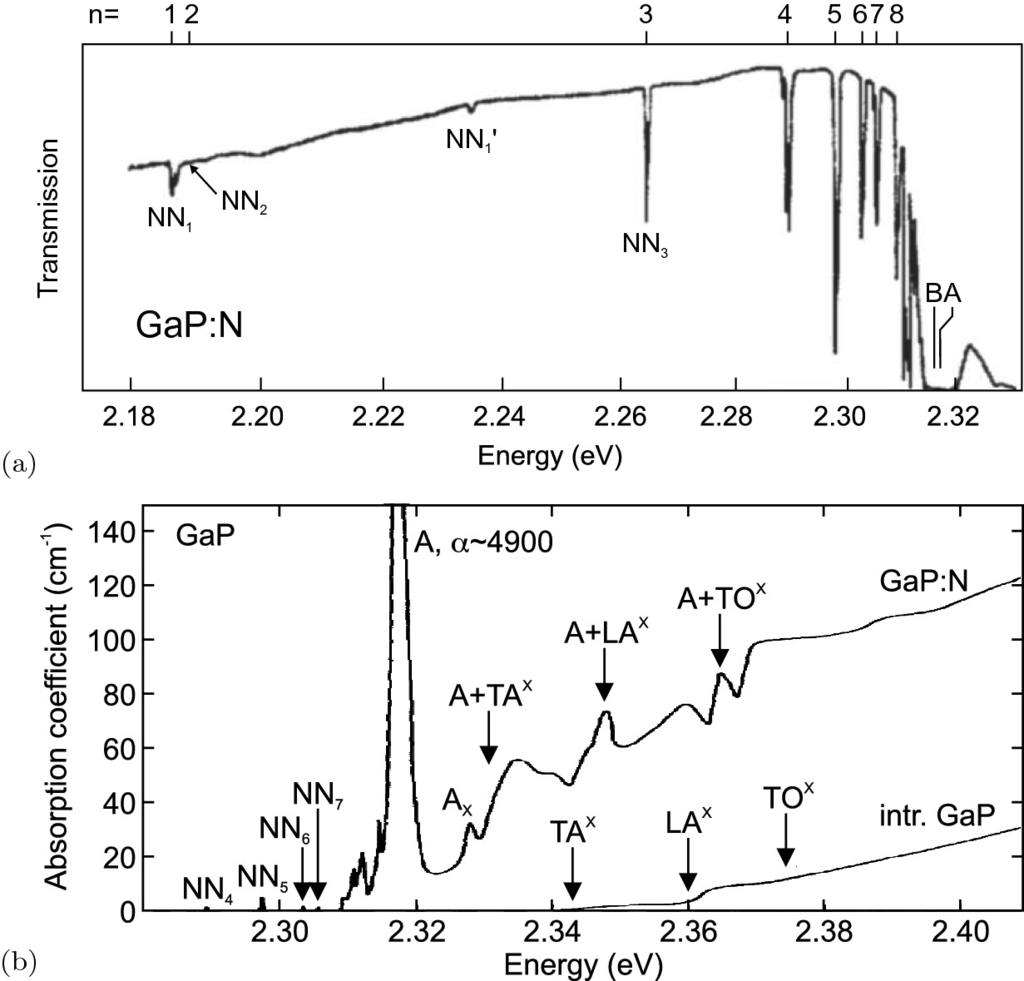 n= 1 2 3 4 5 6 7 8
NN₁'
NN₂
NN₁
NN₃
BA
GaP:N
Transmission
2.18 2.20 2.22 2.24 2.26 2.28 2.30 2.32
Energy (eV)
(a)
GaP
A, α~4900
GaP:N
A+TOˣ
A+LAˣ
A+TAˣ
Aₓ
NN₇
NN₆
NN₅
NN₄
TAˣ
LAˣ
TOˣ
intr. GaP
Absorption coefficient (cm⁻¹)
140
120
100
80
60
40
20
0
2.30 2.32 2.34 2.36 2.38 2.40
Energy (eV)
(b)